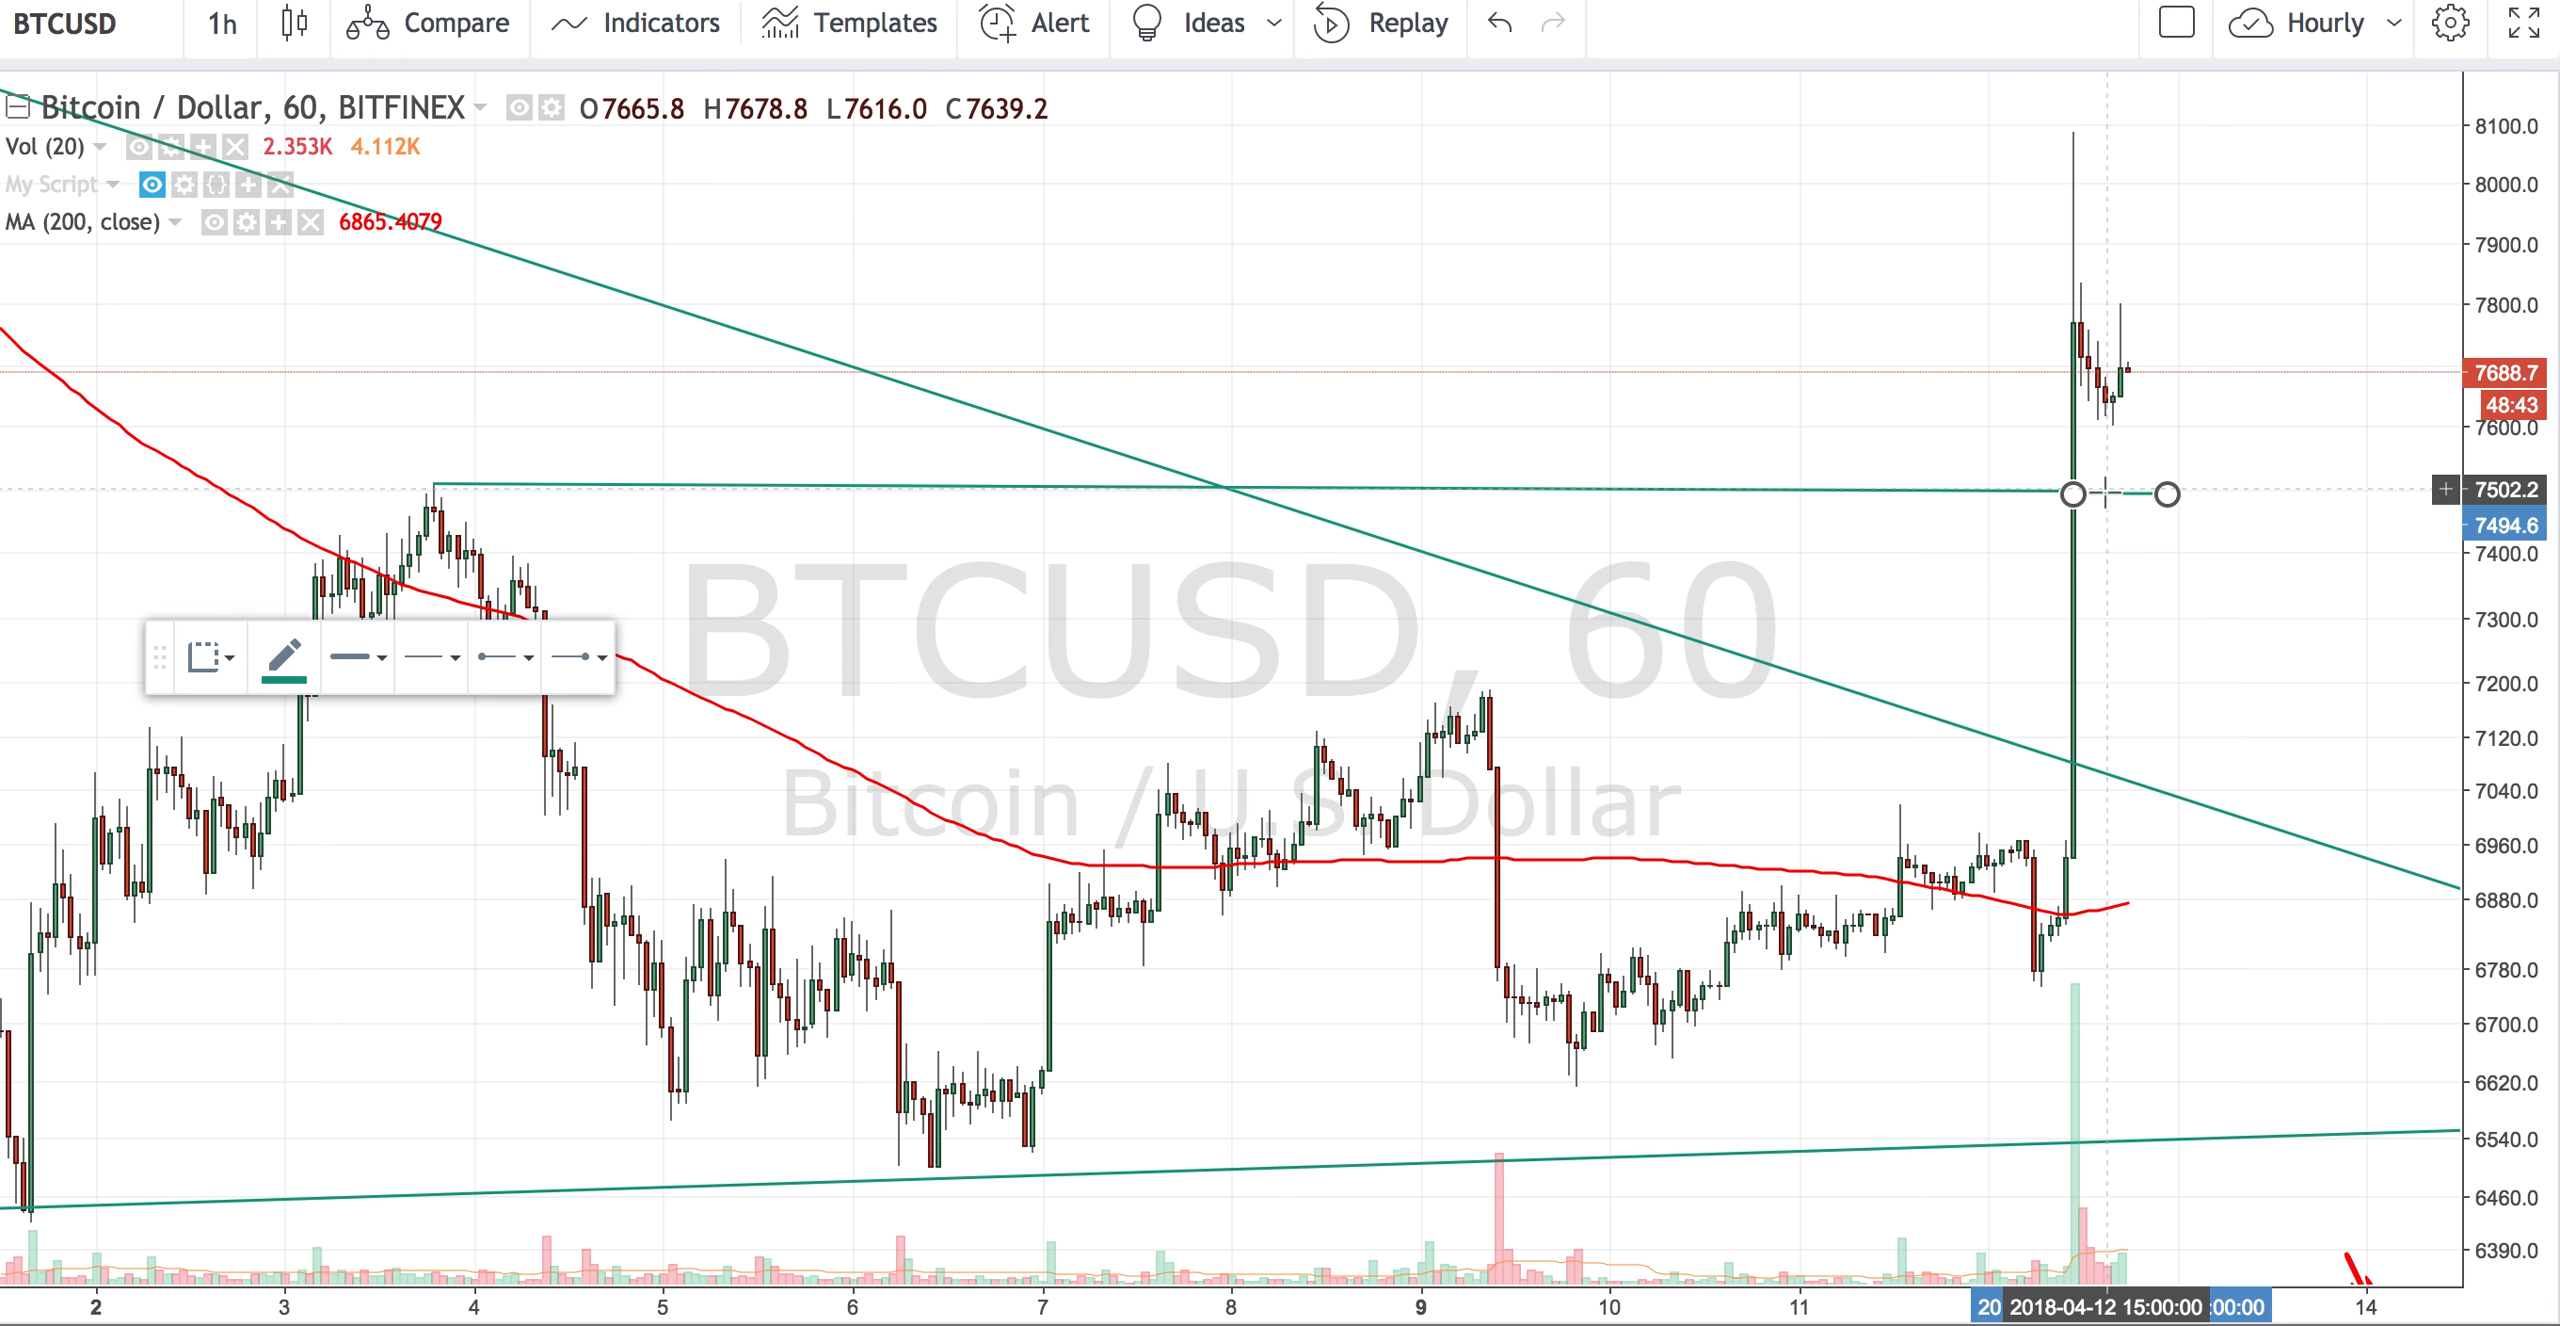 BTCUSD 1h Compare Indicators Templates Alert Ideas Replay Hourly
Bitcoin / Dollar, 60, BITFINEX O7665.8 H7678.8 L7616.0 C7639.2
Vol (20) 2.353K 4.112K
My Script
MA (200, close) 6865.4079
BTCUSD, 60
Bitcoin / U.S. Dollar
8100.0
8000.0
7900.0
7800.0
7688.7
48:43
7600.0
7502.2
7494.6
7400.0
7300.0
7200.0
7120.0
7040.0
6960.0
6880.0
6780.0
6700.0
6620.0
6540.0
6460.0
6390.0
2 3 4 5 6 7 8 9 10 11 20 2018-04-12 15:00:00 :00:00 14